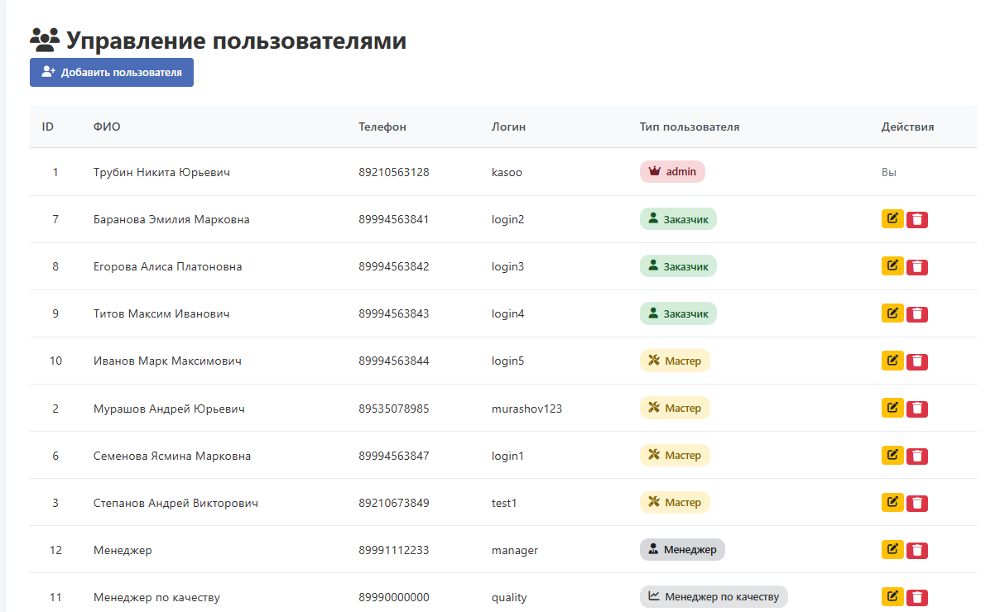 Управление пользователями
Добавить пользователя
ID ФИО Телефон Логин Тип пользователя Действия
1 Трубин Никита Юрьевич 89210563128 kasoo admin Вы
7 Баранова Эмилия Марковна 89994563841 login2 Заказчик
8 Егорова Алиса Платоновна 89994563842 login3 Заказчик
9 Титов Максим Иванович 89994563843 login4 Заказчик
10 Иванов Марк Максимович 89994563844 login5 Мастер
2 Мурашов Андрей Юрьевич 89535078985 murashov123 Мастер
6 Семенова Ясмина Марковна 89994563847 login1 Мастер
3 Степанов Андрей Викторович 89210673849 test1 Мастер
12 Менеджер 89991112233 manager Менеджер
11 Менеджер по качеству 89990000000 quality Менеджер по качеству